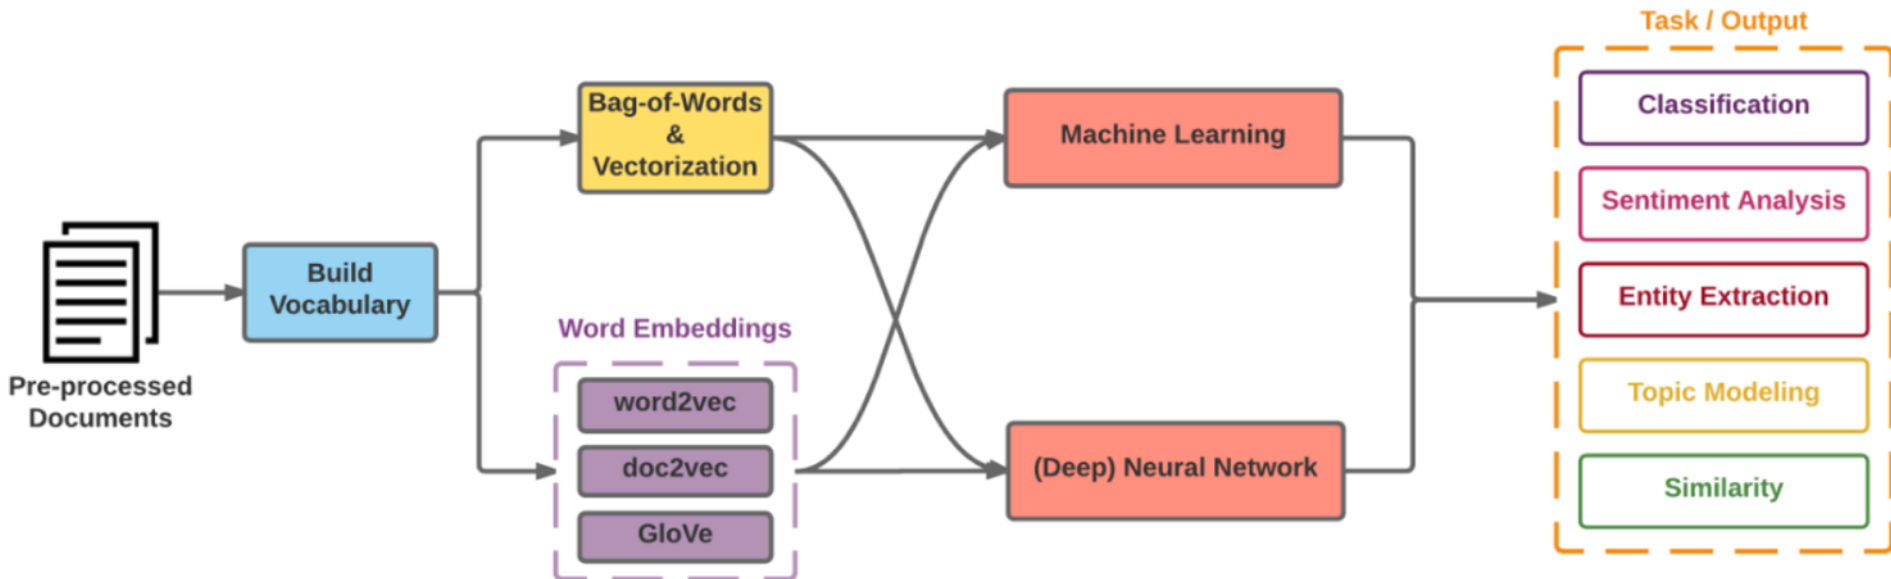 Pre-processed
Documents
Build
Vocabulary
Bag-of-Words
&
Vectorization
Word Embeddings
word2vec
doc2vec
GloVe
Machine Learning
(Deep) Neural Network
Task / Output
Classification
Sentiment Analysis
Entity Extraction
Topic Modeling
Similarity